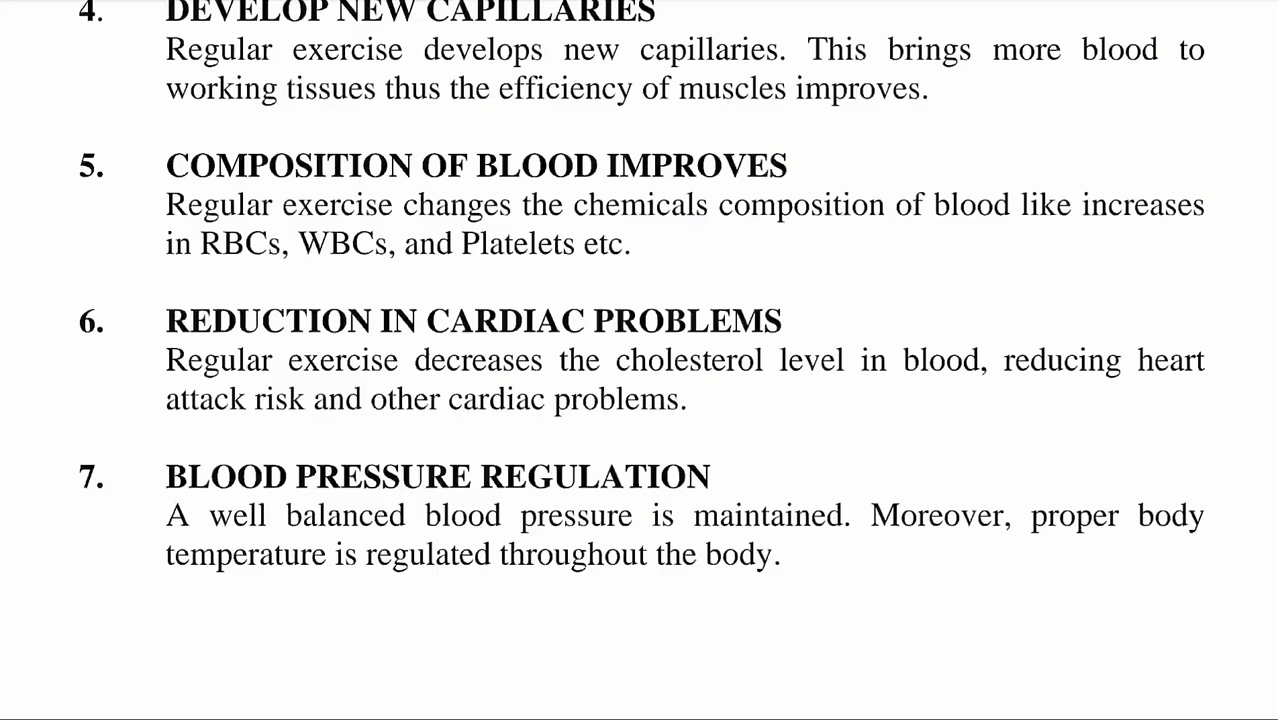 4. DEVELOP NEW CAPILLARIES
Regular exercise develops new capillaries. This brings more blood to
working tissues thus the efficiency of muscles improves.
5. COMPOSITION OF BLOOD IMPROVES
Regular exercise changes the chemicals composition of blood like increases
in RBCs, WBCs, and Platelets etc.
6. REDUCTION IN CARDIAC PROBLEMS
Regular exercise decreases the cholesterol level in blood, reducing heart
attack risk and other cardiac problems.
7. BLOOD PRESSURE REGULATION
A well balanced blood pressure is maintained. Moreover, proper body
temperature is regulated throughout the body.